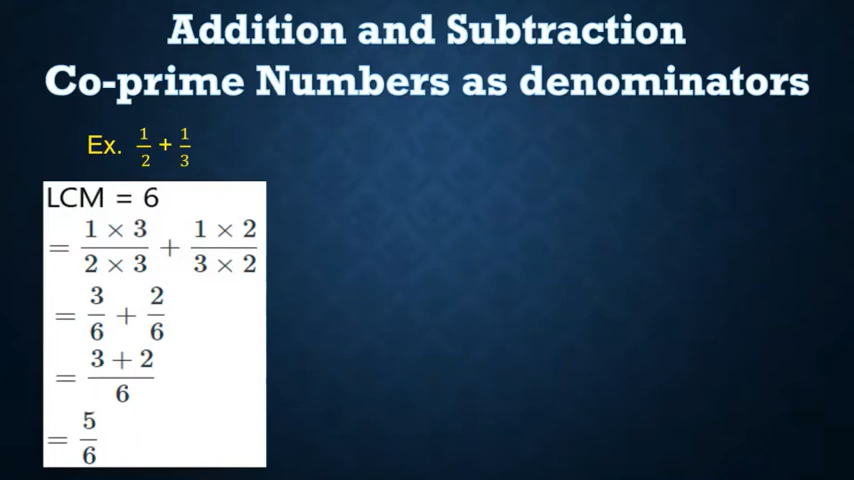 Addition and Subtraction
Co-prime Numbers as denominators
Ex. 1/2 + 1/3
LCM = 6
= (1 × 3)/(2 × 3) + (1 × 2)/(3 × 2)
= 3/6 + 2/6
= (3 + 2)/6
= 5/6